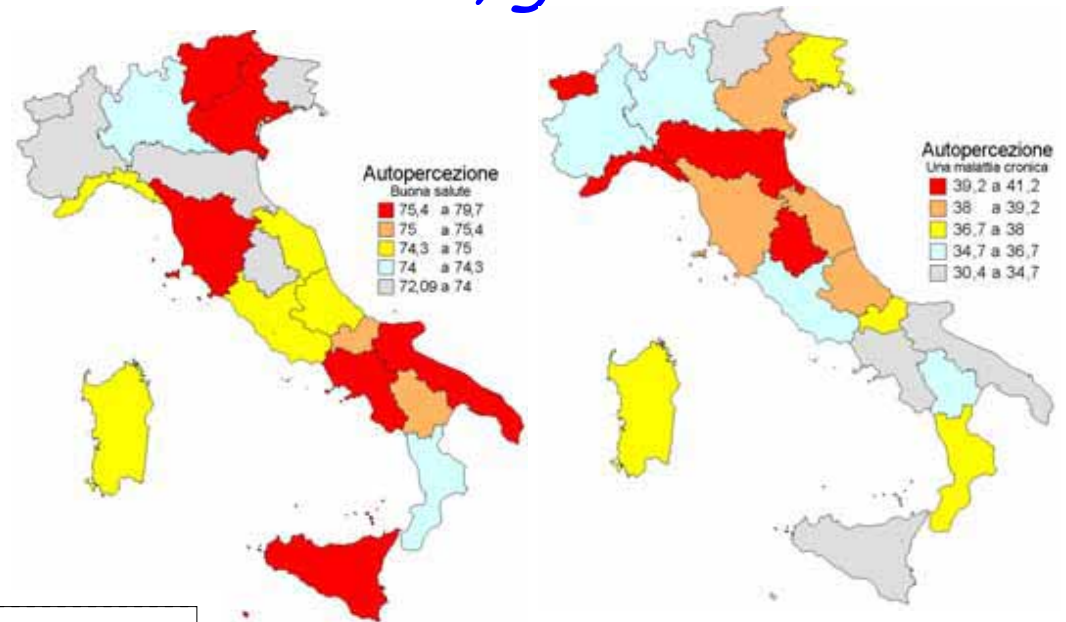 Autopercezione
Buona salute
75,4 a 79,7
75 a 75,4
74,3 a 75
74 a 74,3
72,09 a 74
Autopercezione
Una malattia cronica
39,2 a 41,2
38 a 39,2
36,7 a 38
34,7 a 36,7
30,4 a 34,7